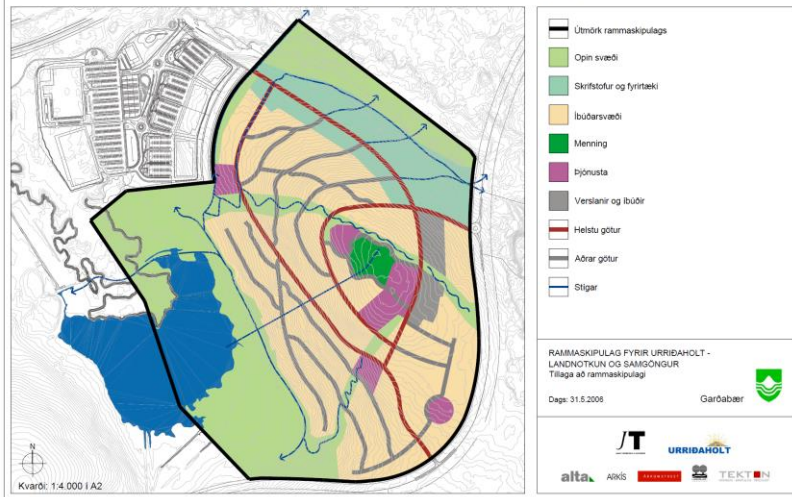 N
Kvarði: 1:4.000 í A2
Útmörk rammaskipulags
Opin svæði
Skrifstofur og fyrirtæki
Íbúðarsvæði
Menning
Þjónusta
Verslanir og íbúðir
Helstu götur
Aðrar götur
Stígar
RAMMASKIPULAG FYRIR URRIÐAHOLT -
LANDNOTKUN OG SAMGÖNGUR
Tillaga að rammaskipulagi
Dags: 31.5.2006
Garðabær
JT
URRIÐAHOLT
alta
ARKÍS
TEKTON